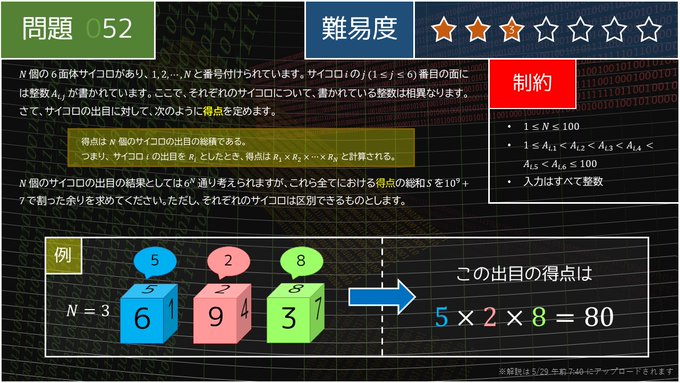 問題 052
難易度
5
N 個の 6 面体サイコロがあり、1, 2, ⋯, N と番号付けられています。サイコロ i の j (1 ≤ j ≤ 6) 番目の面に
は整数 A_{i,j} が書かれています。ここで、それぞれのサイコロについて、書かれている整数は相異なります。
さて、サイコロの出目に対して、次のように得点を定めます。
得点は N 個のサイコロの出目の総積である。
つまり、サイコロ i の出目を R_i としたとき、得点は R_1 × R_2 × ⋯ × R_N と計算される。
N 個のサイコロの出目の結果としては 6^N 通り考えられますが、これら全てにおける得点の総和 S を 10^9 +
7 で割った余りを求めてください。ただし、それぞれのサイコロは区別できるものとします。
制約
• 1 ≤ N ≤ 100
• 1 ≤ A_{i,1} < A_{i,2} < A_{i,3} < A_{i,4} <
A_{i,5} < A_{i,6} ≤ 100
• 入力はすべて整数
例
N = 3
5 2 8
5 2 8
6 1 9 4 3 7
この出目の得点は
5 × 2 × 8 = 80
※解説は 5/29 午前 7:40 にアップロードされます